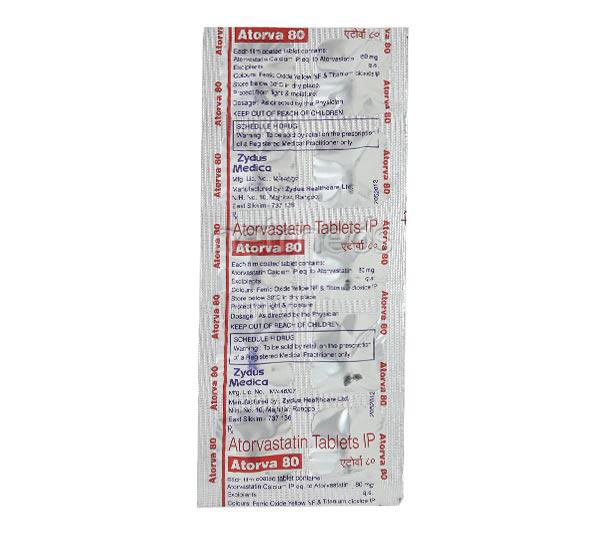 Atorva 80
एटोर्वा ८०
Each film coated tablet contains:
Atorvastatin Calcium IP eq. to Atorvastatin 80 mg
Excipients q.s.
Colours: Ferric Oxide Yellow NF & Titanium dioxide IP
Store below 30°C in dry place.
Protect from light & moisture.
Dosage: As directed by the Physician
KEEP OUT OF REACH OF CHILDREN
SCHEDULE H DRUG
Warning: To be sold by retail on the prescription
of a Registered Medical Practitioner only.
Zydus
Medica
Mfg. Lic. No.:
Manufactured by: Zydus Healthcare Ltd.
N.H. No. 10, Majhitar, Rangpo,
East Sikkim - 737 136
Rx
Atorvastatin Tablets IP
Atorva 80
एटोर्वा ८०
Each film coated tablet contains:
Atorvastatin Calcium IP eq. to Atorvastatin 80 mg
Excipients q.s.
Colours: Ferric Oxide Yellow NF & Titanium dioxide IP
Store below 30°C in dry place
Protect from light & moisture
Dosage: As directed by the Physician
KEEP OUT OF REACH OF CHILDREN
SCHEDULE H DRUG
Warning: To be sold by retail on the prescription
of a Registered Medical Practitioner only.
Zydus
Medica
Mfg. Lic. No.:
Manufactured by: Zydus Healthcare Ltd.
N.H. No. 10, Majhitar, Rangpo,
East Sikkim - 737 136
Rx
Atorvastatin Tablets IP
Atorva 80
एटोर्वा ८०
Each film coated tablet contains:
Atorvastatin Calcium IP eq. to Atorvastatin 80 mg
Excipients q.s.
Colours: Ferric Oxide Yellow NF & Titanium dioxide IP
Atorva 80
Atorva 80
Atorva 80
Atorva 80
Atorva 80
Atorva 80
Atorva 80
Atorva 80
Atorva 80
Atorva 80